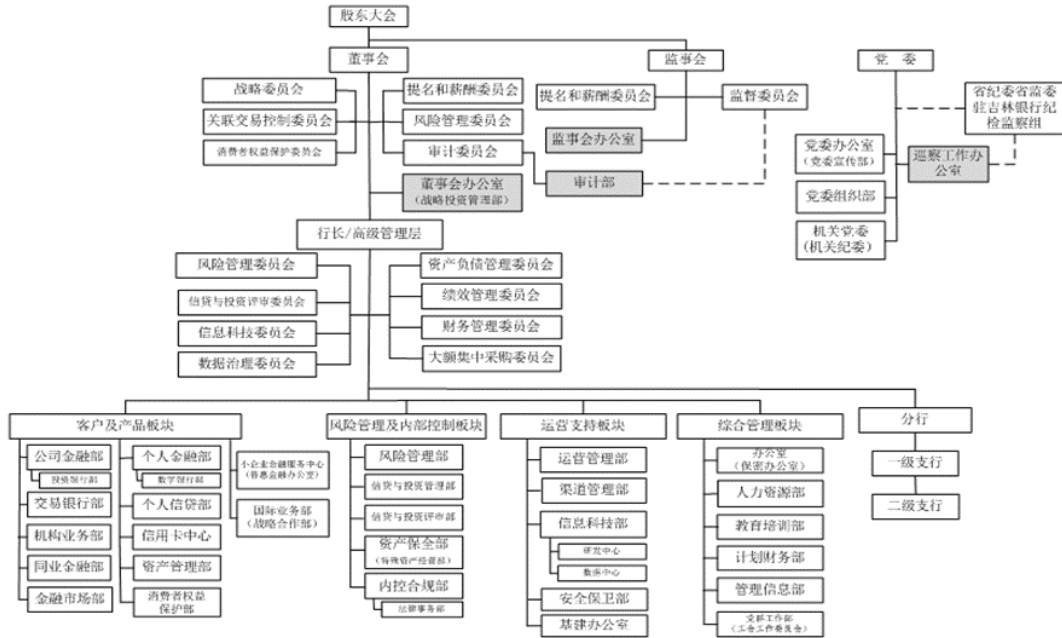 股东大会
董事会
监事会
党 委
战略委员会
提名和薪酬委员会
关联交易控制委员会
风险管理委员会
消费者权益保护委员会
审计委员会
董事会办公室
（战略投资管理部）
提名和薪酬委员会
监督委员会
监事会办公室
审计部
省纪委省监委
驻吉林银行纪
检监察组
党委办公室
（党委宣传部）
巡察工作办
公室
党委组织部
机关党委
（机关纪委）
行长/高级管理层
风险管理委员会
资产负债管理委员会
信贷与投资评审委员会
绩效管理委员会
信息科技委员会
财务管理委员会
数据治理委员会
大额集中采购委员会
客户及产品板块
公司金融部
投资银行部
交易银行部
机构业务部
同业金融部
金融市场部
个人金融部
数字银行部
个人信贷部
信用卡中心
资产管理部
消费者权益
保护部
小企业金融服务中心
（普惠金融办公室）
国际业务部
（战略合作部）
风险管理及内部控制板块
风险管理部
信贷与投资管理部
信贷与投资评审部
资产保全部
（特殊资产经营部）
内控合规部
法律事务部
运营支持板块
运营管理部
渠道管理部
信息科技部
研发中心
数据中心
安全保卫部
基建办公室
综合管理板块
办公室
（保密办公室）
人力资源部
教育培训部
计划财务部
管理信息部
党群工作部
（工会工作委员会）
分行
一级支行
二级支行